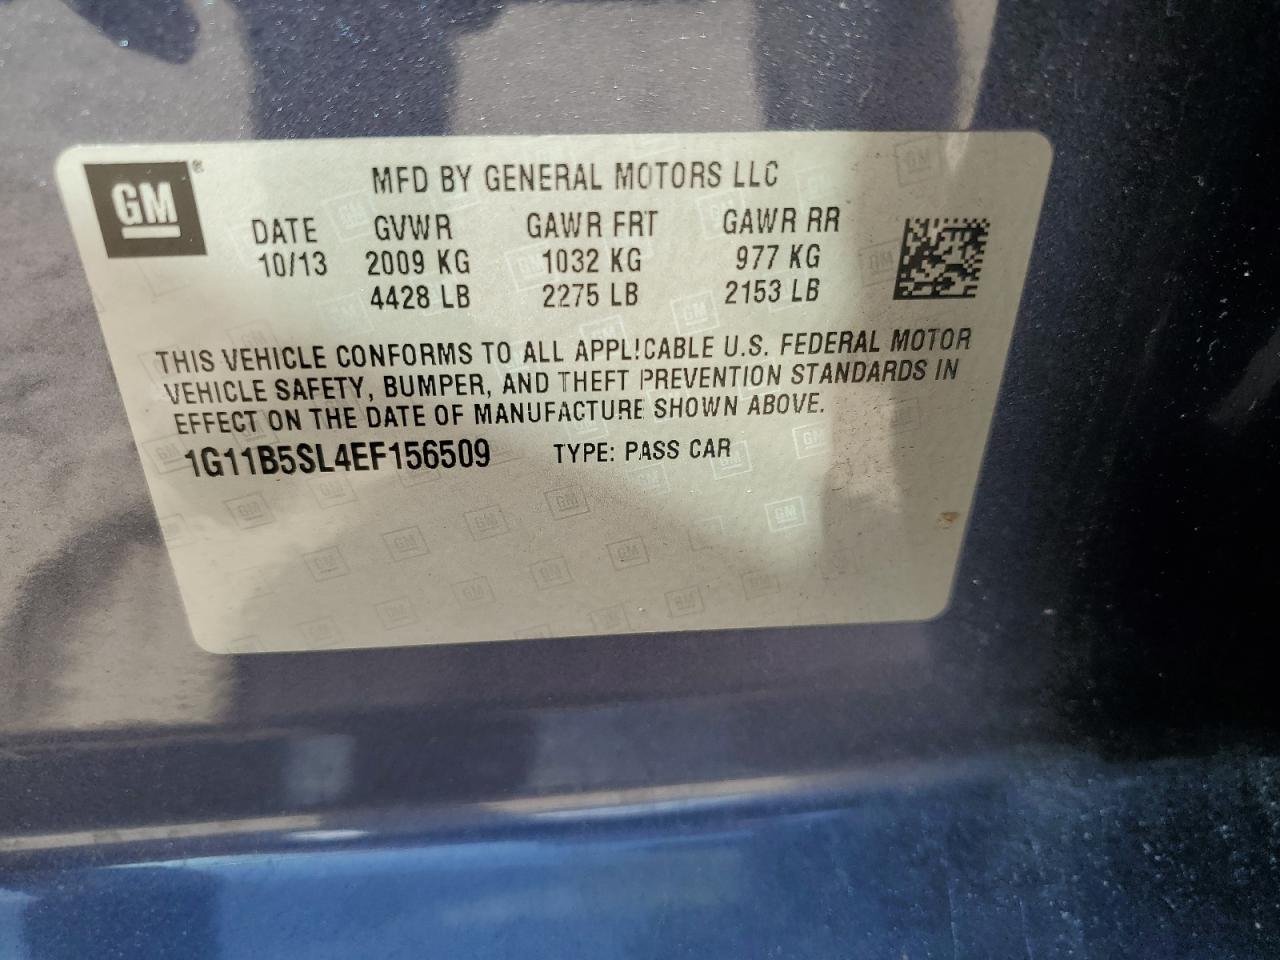 GM®
MFD BY GENERAL MOTORS LLC
DATE GVWR GAWR FRT GAWR RR
10/13 2009 KG 1032 KG 977 KG
4428 LB 2275 LB 2153 LB
THIS VEHICLE CONFORMS TO ALL APPLICABLE U.S. FEDERAL MOTOR
VEHICLE SAFETY, BUMPER, AND THEFT PREVENTION STANDARDS IN
EFFECT ON THE DATE OF MANUFACTURE SHOWN ABOVE.
1G11B5SL4EF156509 TYPE: PASS CAR